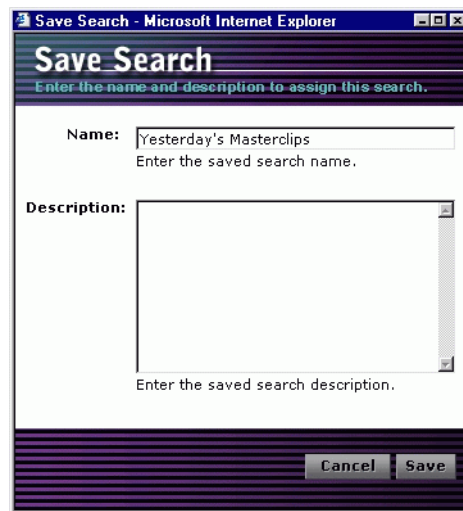 Save Search - Microsoft Internet Explorer
Save Search
Enter the name and description to assign this search.
Name:
Yesterday's Masterclips
Enter the saved search name.
Description:
Enter the saved search description.
Cancel Save